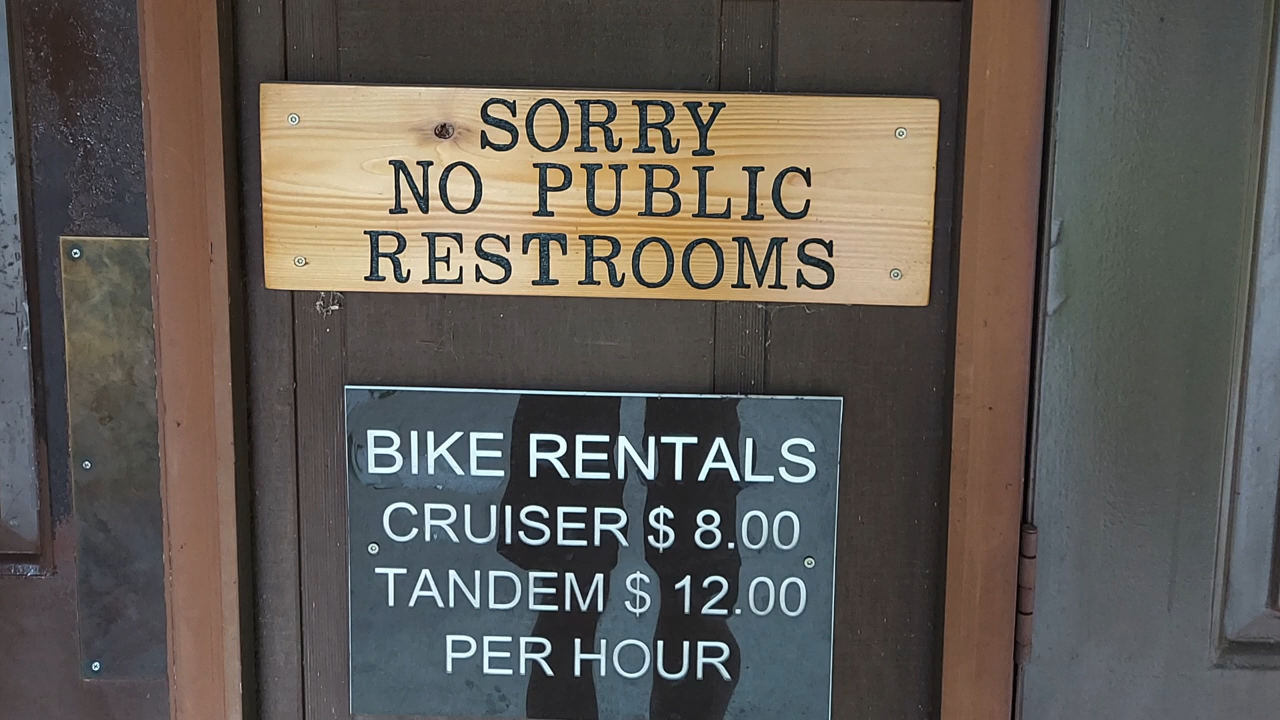 SORRY
NO PUBLIC
RESTROOMS
BIKE RENTALS
CRUISER $ 8.00
TANDEM $ 12.00
PER HOUR